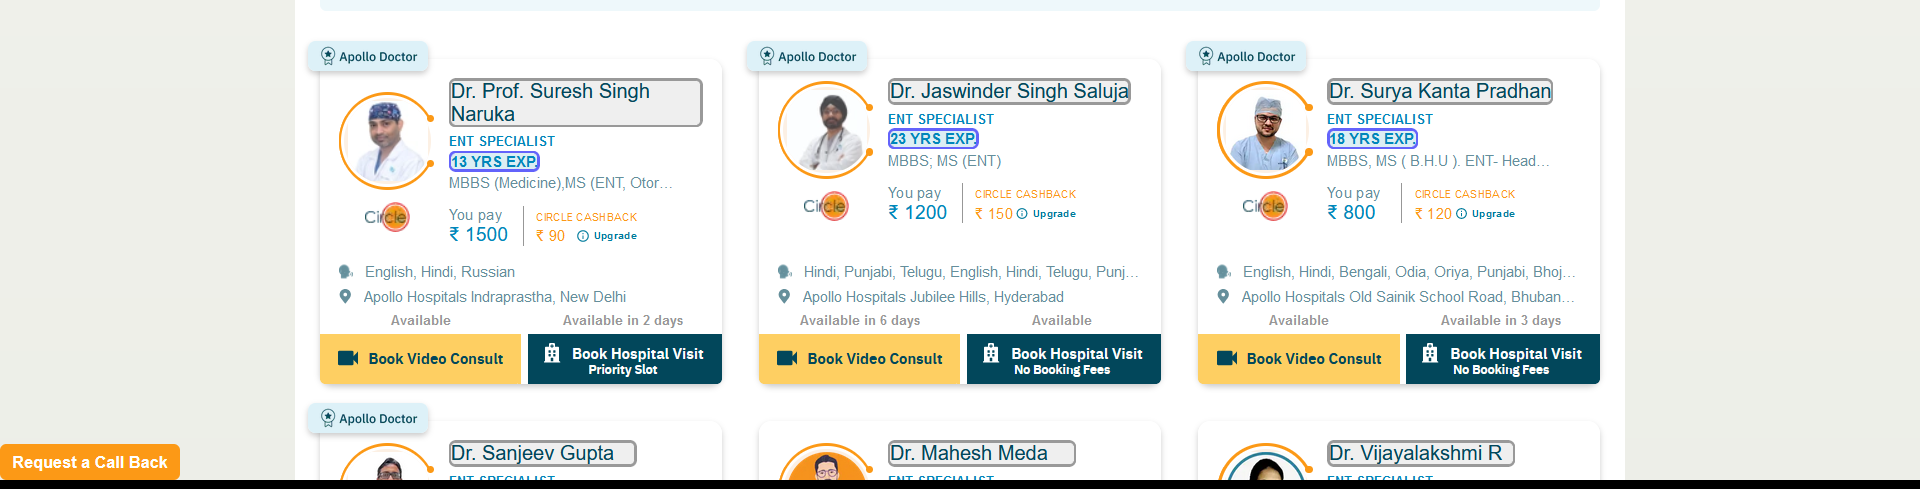 Apollo Doctor
Dr. Prof. Suresh Singh
Naruka
ENT SPECIALIST
13 YRS EXP.
MBBS (Medicine),MS (ENT, Otor...
Circle
You pay
₹ 1500
CIRCLE CASHBACK
₹ 90 Upgrade
English, Hindi, Russian
Apollo Hospitals Indraprastha, New Delhi
Available
Available in 2 days
Book Video Consult
Book Hospital Visit
Priority Slot
Apollo Doctor
Dr. Jaswinder Singh Saluja
ENT SPECIALIST
23 YRS EXP.
MBBS; MS (ENT)
Circle
You pay
₹ 1200
CIRCLE CASHBACK
₹ 150 Upgrade
Hindi, Punjabi, Telugu, English, Hindi, Telugu, Punj...
Apollo Hospitals Jubilee Hills, Hyderabad
Available in 6 days
Available
Book Video Consult
Book Hospital Visit
No Booking Fees
Apollo Doctor
Dr. Surya Kanta Pradhan
ENT SPECIALIST
18 YRS EXP.
MBBS, MS ( B.H.U ). ENT- Head...
Circle
You pay
₹ 800
CIRCLE CASHBACK
₹ 120 Upgrade
English, Hindi, Bengali, Odia, Oriya, Punjabi, Bhoj...
Apollo Hospitals Old Sainik School Road, Bhuban...
Available
Available in 3 days
Book Video Consult
Book Hospital Visit
No Booking Fees
Apollo Doctor
Dr. Sanjeev Gupta
ENT SPECIALIST
Dr. Mahesh Meda
ENT SPECIALIST
Dr. Vijayalakshmi R
ENT SPECIALIST
Request a Call Back